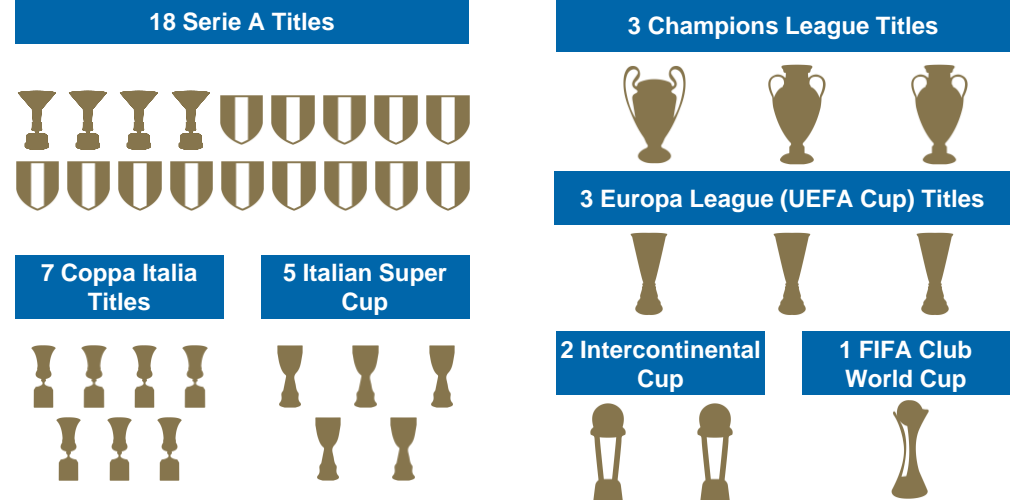 18 Serie A Titles
3 Champions League Titles
3 Europa League (UEFA Cup) Titles
7 Coppa Italia
Titles
5 Italian Super
Cup
2 Intercontinental
Cup
1 FIFA Club
World Cup